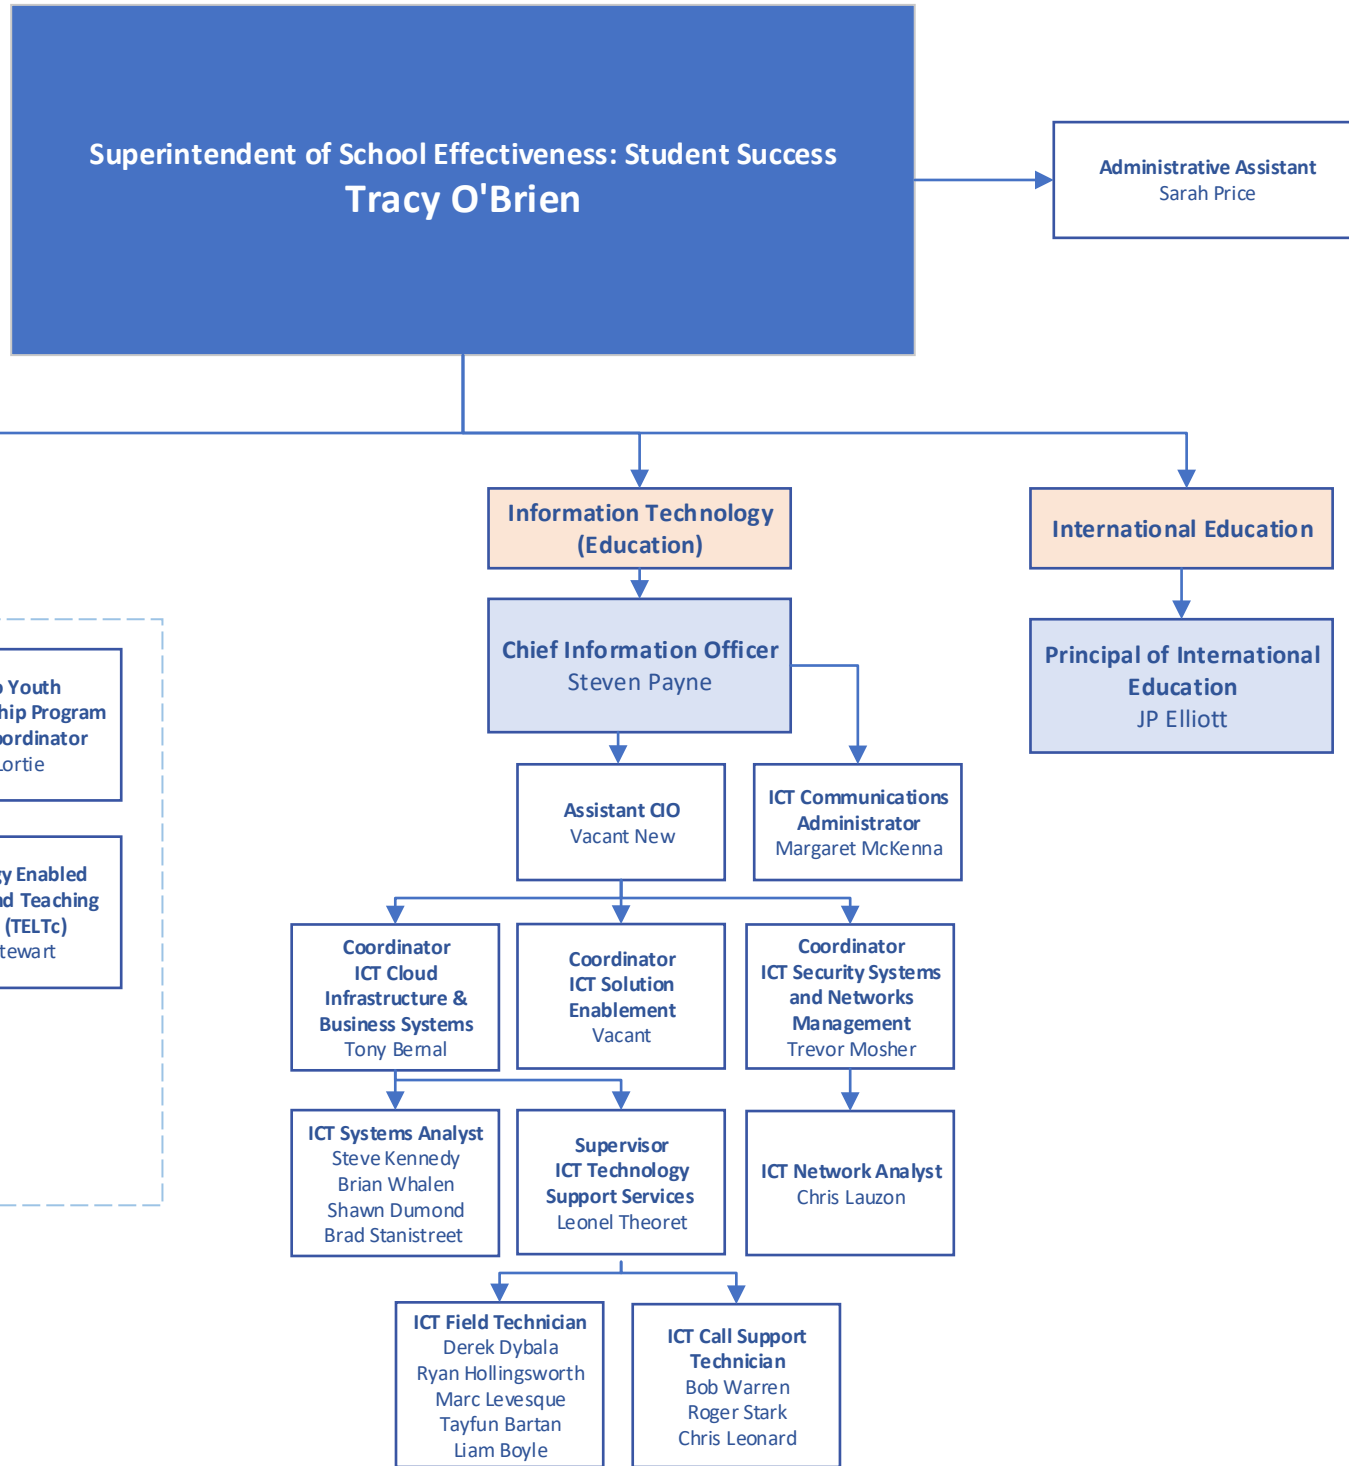 Superintendent of School Effectiveness: Student Success
Tracy O'Brien
Administrative Assistant
Sarah Price
Information Technology
(Education)
International Education
Chief Information Officer
Steven Payne
Principal of International
Education
JP Elliott
Youth
Program
Lortie
Enabled
Teaching
(TELTc)
Assistant CIO
Vacant New
ICT Communications
Administrator
Margaret McKenna
Coordinator
ICT Cloud
Infrastructure &
Business Systems
Tony Bernal
Coordinator
ICT Solution
Enablement
Vacant
Coordinator
ICT Security Systems
and Networks
Management
Trevor Mosher
ICT Systems Analyst
Steve Kennedy
Brian Whalen
Shawn Dumond
Brad Stanistreet
Supervisor
ICT Technology
Support Services
Leonel Theoret
ICT Network Analyst
Chris Lauzon
ICT Field Technician
Derek Dybala
Ryan Hollingsworth
Marc Levesque
Tayfun Bartan
Liam Boyle
ICT Call Support
Technician
Bob Warren
Roger Stark
Chris Leonard